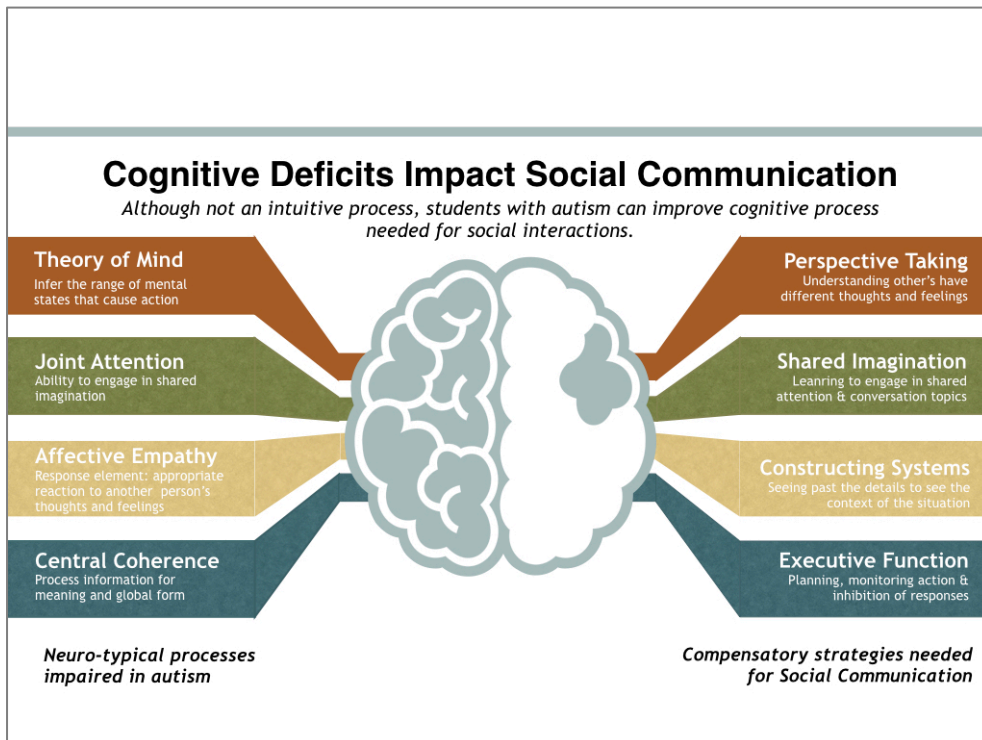 Cognitive Deficits Impact Social Communication
Although not an intuitive process, students with autism can improve cognitive process
needed for social interactions.
Theory of Mind
Infer the range of mental
states that cause action
Joint Attention
Ability to engage in shared
imagination
Affective Empathy
Response element: appropriate
reaction to another person's
thoughts and feelings
Central Coherence
Process information for
meaning and global form
Neuro-typical processes
impaired in autism
Perspective Taking
Understanding other's have
different thoughts and feelings
Shared Imagination
Leanring to engage in shared
attention & conversation topics
Constructing Systems
Seeing past the details to see the
context of the situation
Executive Function
Planning, monitoring action &
inhibition of responses
Compensatory strategies needed
for Social Communication